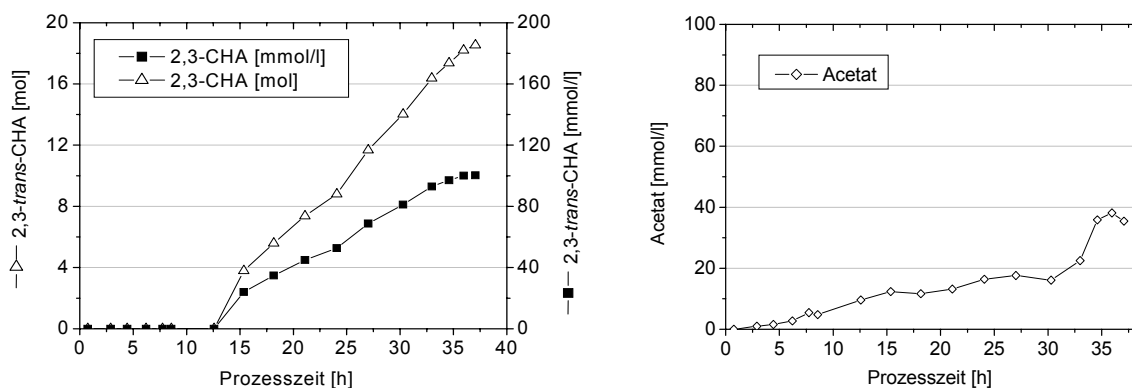 2,3-CHA [mmol/l]
2,3-CHA [mol]
2,3-trans-CHA [mol]
20
16
12
8
4
0
200
160
120
80
40
0
2,3-trans-CHA [mmol/l]
0 5 10 15 20 25 30 35 40
Prozesszeit [h]
Acetat
Acetat [mmol/l]
100
80
60
40
20
0
0 5 10 15 20 25 30 35
Prozesszeit [h]